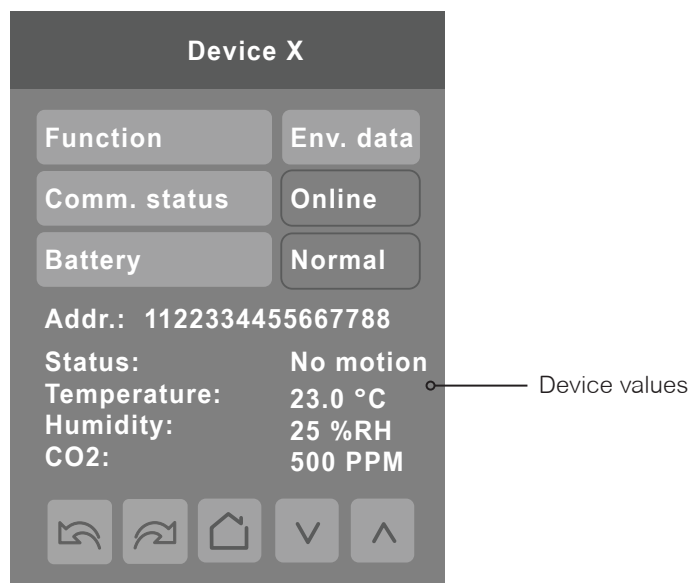 Device X
Function Env. data
Comm. status Online
Battery Normal
Addr.: 1122334455667788
Status: No motion
Temperature: 23.0 °C
Humidity: 25 %RH
CO2: 500 PPM
Device values